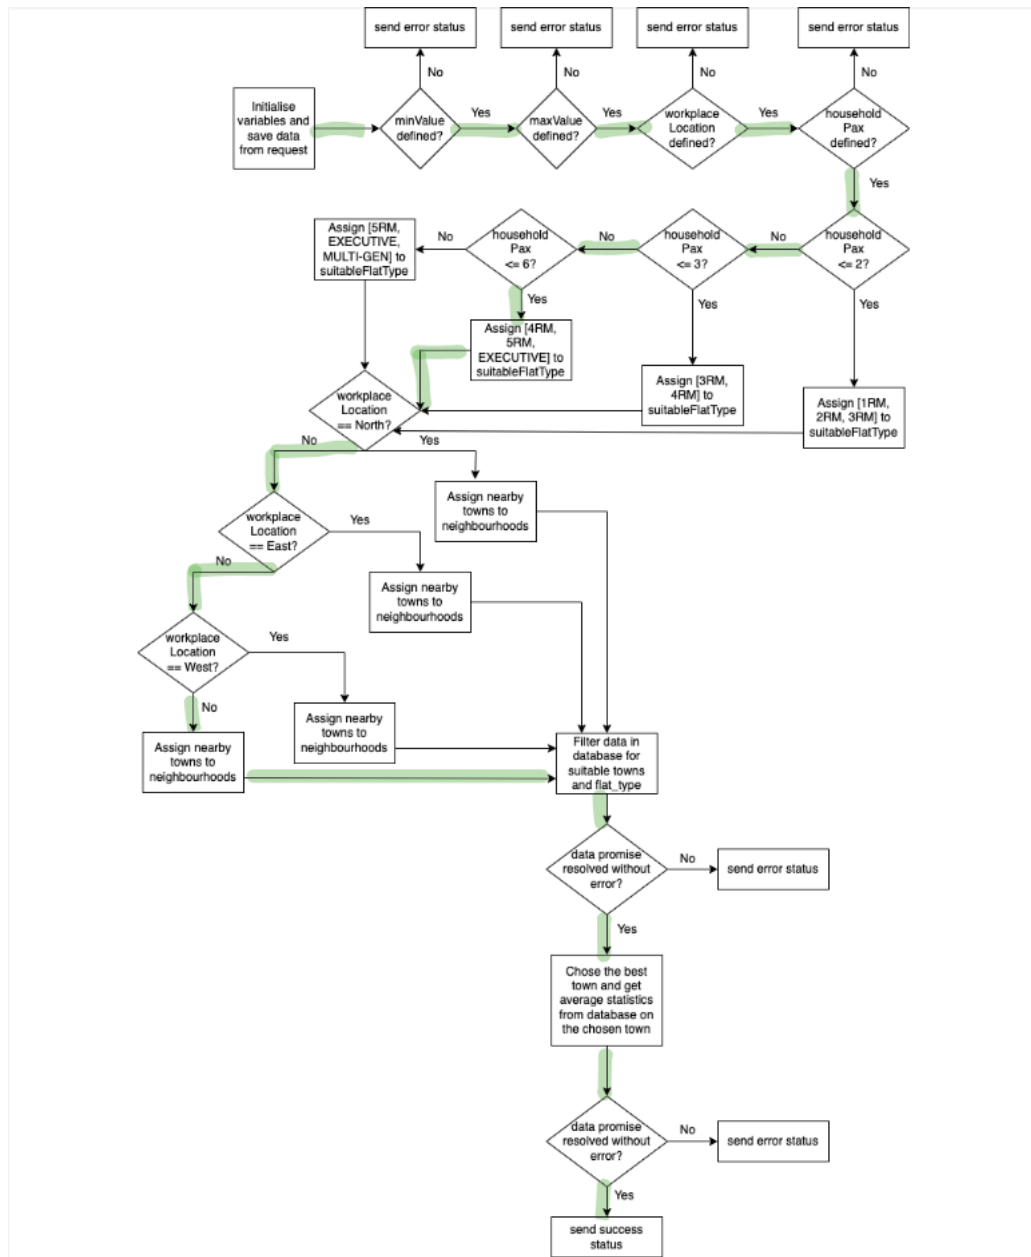 send error status
send error status
send error status
send error status
No
No
No
No
Initialise
variables and
save data
from request
minValue
defined?
Yes
maxValue
defined?
Yes
workplace
Location
defined?
Yes
household
Pax
defined?
Yes
Assign [5RM,
EXECUTIVE,
MULTI-GEN] to
suitableFlatType
No
household
Pax
<= 6?
No
household
Pax
<= 3?
No
household
Pax
<= 2?
Yes
Yes
Yes
Assign [4RM,
5RM,
EXECUTIVE] to
suitableFlatType
Assign [3RM,
4RM] to
suitableFlatType
Assign [1RM,
2RM, 3RM] to
suitableFlatType
workplace
Location
== North?
No
Yes
Assign nearby
towns to
neighbourhoods
workplace
Location
== East?
Yes
No
Assign nearby
towns to
neighbourhoods
workplace
Location
== West?
Yes
No
Assign nearby
towns to
neighbourhoods
Assign nearby
towns to
neighbourhoods
Filter data in
database for
suitable towns
and flat_type
data promise
resolved without
error?
No
send error status
Yes
Chose the best
town and get
average statistics
from database on
the chosen town
data promise
resolved without
error?
No
send error status
Yes
send success
status